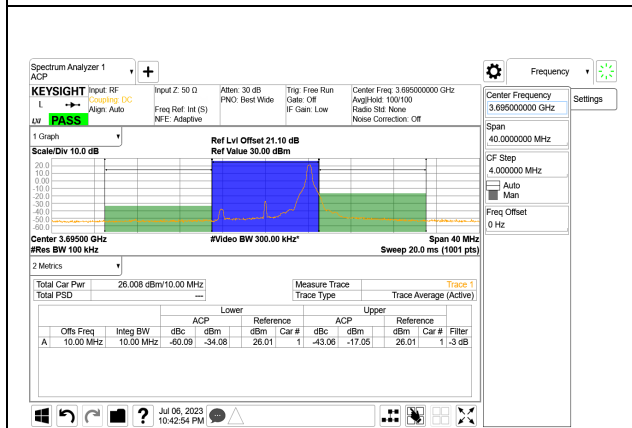 Spectrum Analyzer 1
ACP
Frequency
KEYSIGHT
L
LXI
PASS
Input: RF
Coupling: DC
Align: Auto
Input Z: 50 Ω
Freq Ref: Int (S)
NFE: Adaptive
Atten: 30 dB
PNO: Best Wide
Trig: Free Run
Gate: Off
IF Gain: Low
Center Freq: 3.695000000 GHz
Avg|Hold: 100/100
Radio Std: None
Noise Correction: Off
Center Frequency
3.695000000 GHz
Settings
Span
40.0000000 MHz
CF Step
4.000000 MHz
Auto
Man
Freq Offset
0 Hz
1 Graph
Scale/Div 10.0 dB
Ref Lvl Offset 21.10 dB
Ref Value 30.00 dBm
20.0
10.0
0.00
-10.0
-20.0
-30.0
-40.0
-50.0
-60.0
Center 3.69500 GHz
#Video BW 300.00 kHz*
Span 40 MHz
#Res BW 100 kHz
Sweep 20.0 ms (1001 pts)
2 Metrics
Total Car Pwr 26.008 dBm/10.00 MHz Measure Trace Trace 1
Total PSD --- Trace Type Trace Average (Active)
Lower Upper
ACP Reference ACP Reference
Offs Freq Integ BW dBc dBm dBm Car # dBc dBm dBm Car # Filter
A 10.00 MHz 10.00 MHz -60.09 -34.08 26.01 1 -43.06 -17.05 26.01 1 -3 dB
?
Jul 06, 2023
10:42:54 PM